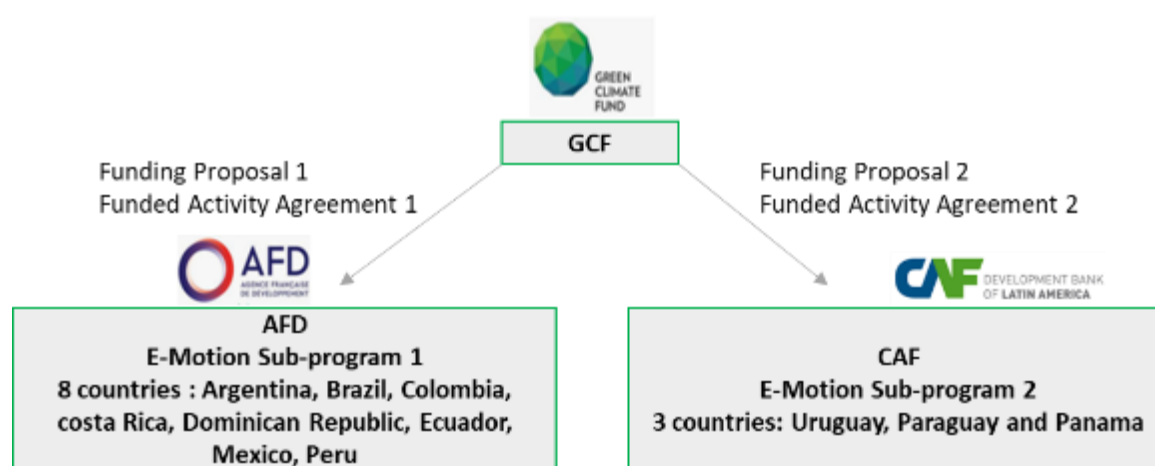 GREEN
CLIMATE
FUND
GCF
Funding Proposal 1
Funded Activity Agreement 1
Funding Proposal 2
Funded Activity Agreement 2
AFD
AGENCE FRANÇAISE
DE DÉVELOPPEMENT
CAF
DEVELOPMENT BANK
OF LATIN AMERICA
AFD
E-Motion Sub-program 1
8 countries : Argentina, Brazil, Colombia,
costa Rica, Dominican Republic, Ecuador,
Mexico, Peru
CAF
E-Motion Sub-program 2
3 countries: Uruguay, Paraguay and Panama